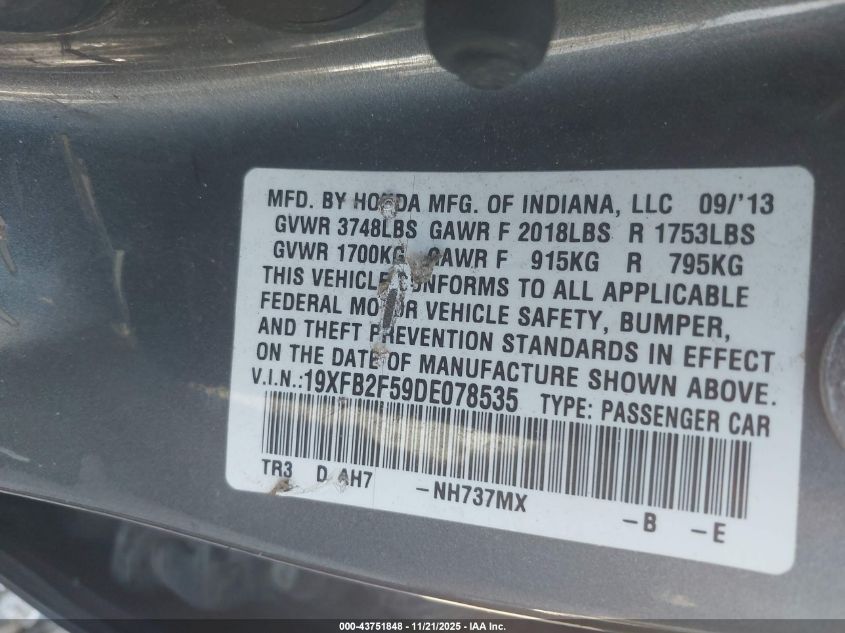 MFD. BY HONDA MFG. OF INDIANA, LLC 09/'13
GVWR 3748LBS GAWR F 2018LBS R 1753LBS
GVWR 1700KG GAWR F 915KG R 795KG
THIS VEHICLE CONFORMS TO ALL APPLICABLE
FEDERAL MOTOR VEHICLE SAFETY, BUMPER,
AND THEFT PREVENTION STANDARDS IN EFFECT
ON THE DATE OF MANUFACTURE SHOWN ABOVE.
V.I.N.:19XFB2F59DE078535 TYPE: PASSENGER CAR
TR3 D AH7 -NH737MX -B -E
000-43751848 - 11/21/2025 - IAA Inc.